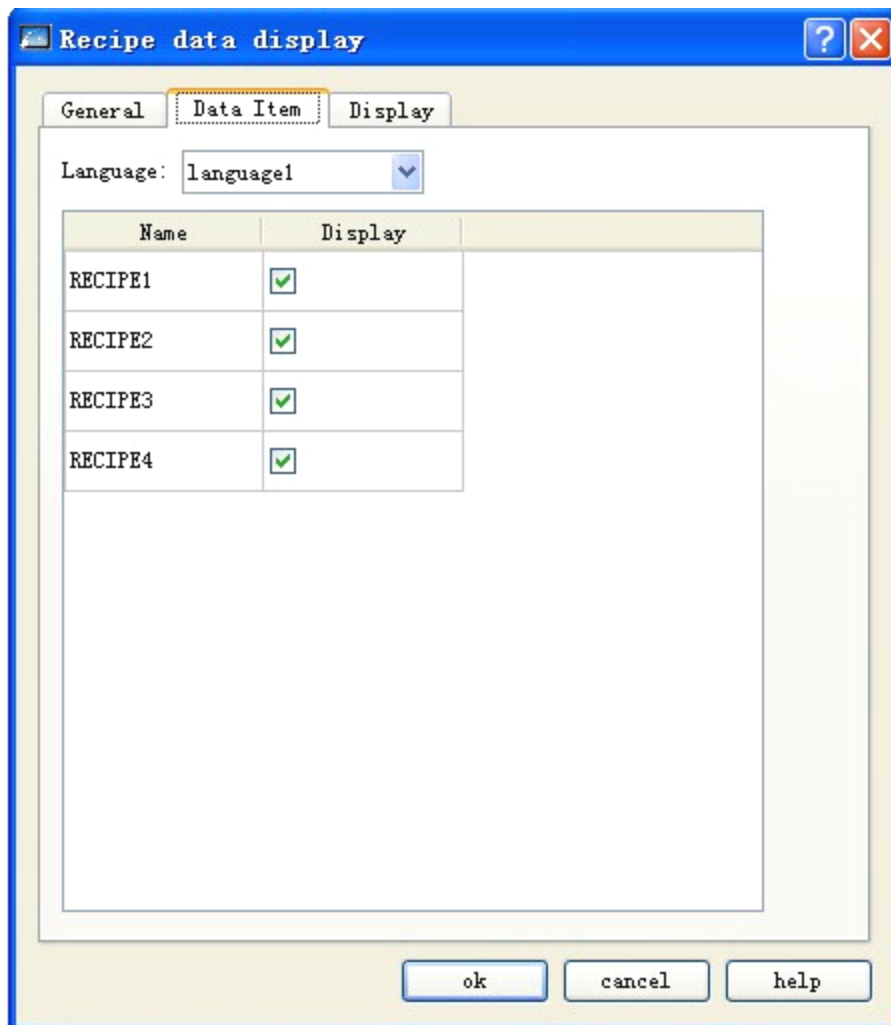 Recipe data display
General Data Item Display
Language: language1
Name Display
RECIPE1
RECIPE2
RECIPE3
RECIPE4
ok cancel help